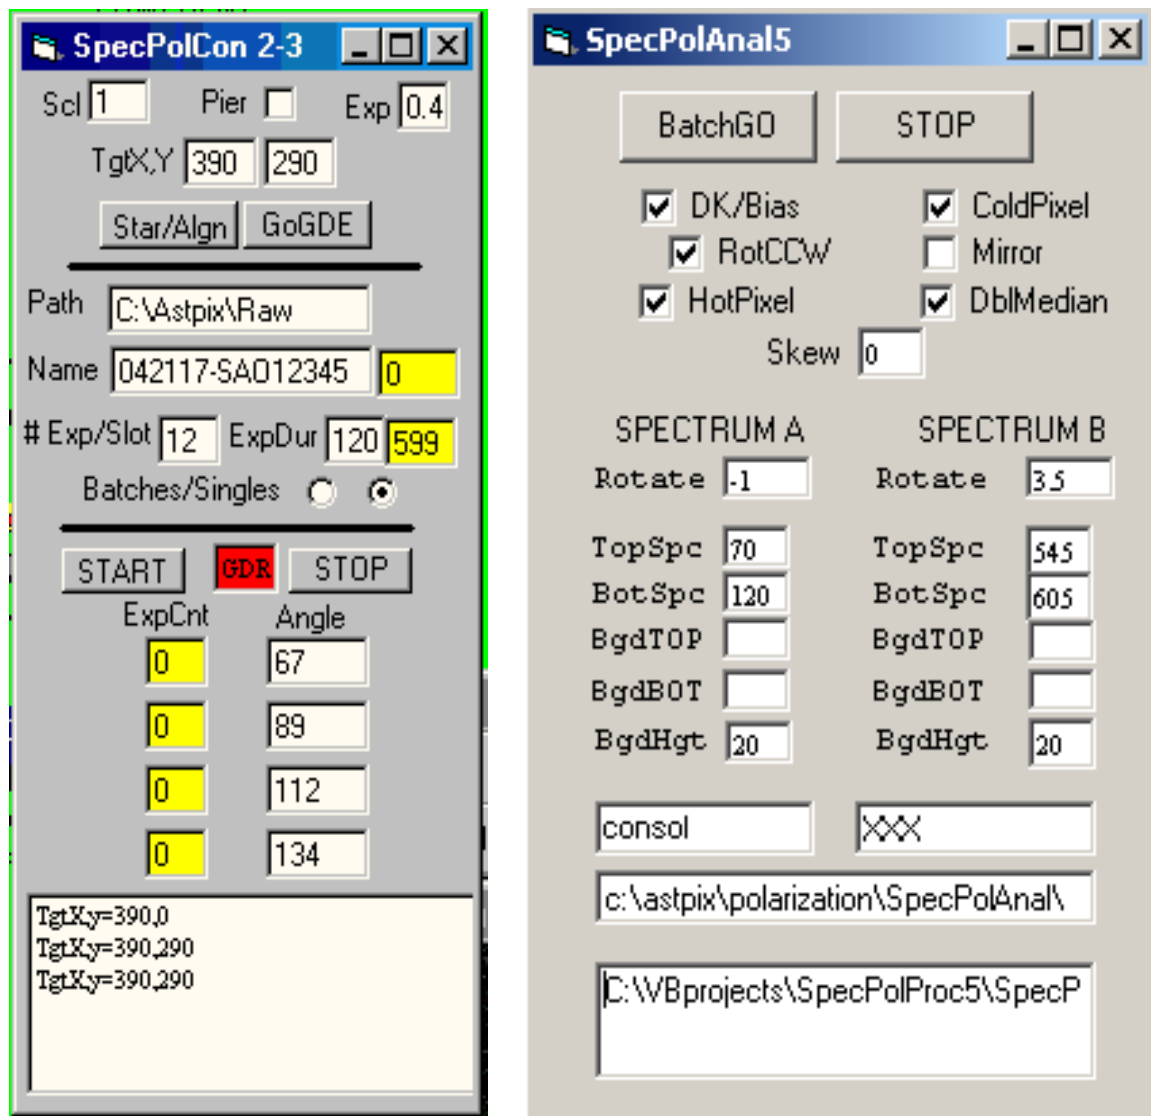 SpecPolCon 2-3
Scl 1 Pier Exp 0.4
TgtX,Y 390 290
Star/Algn GoGDE
Path C:\Astpix\Raw
Name 042117-SAO12345 0
# Exp/Slot 12 ExpDur 120 599
Batches/Singles
START GDR STOP
ExpCnt Angle
0 67
0 89
0 112
0 134
TgtX,y=390,0
TgtX,y=390,290
TgtX,y=390,290
SpecPolAnal5
BatchGO STOP
DK/Bias ColdPixel
RotCCW Mirror
HotPixel DblMedian
Skew 0
SPECTRUM A SPECTRUM B
Rotate -1 Rotate 3.5
TopSpc 70 TopSpc 545
BotSpc 120 BotSpc 605
BgdTOP BgdTOP
BgdBOT BgdBOT
BgdHgt 20 BgdHgt 20
consol XXX
c:\astpix\polarization\SpecPolAnal\
C:\VBprojects\SpecPolProc5\SpecP